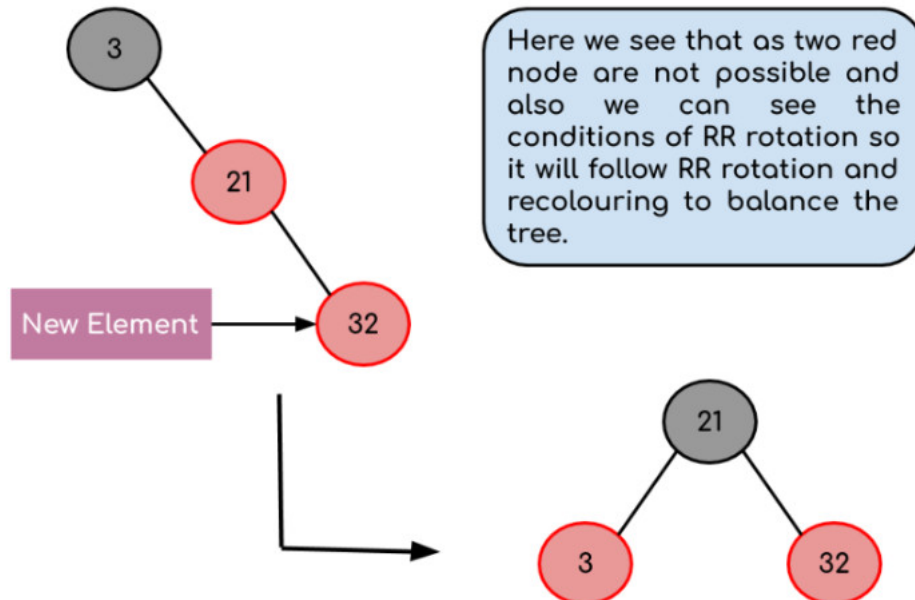 3
Here we see that as two red
node are not possible and
also we can see the
conditions of RR rotation so
it will follow RR rotation and
recolouring to balance the
tree.
21
New Element
32
21
3
32